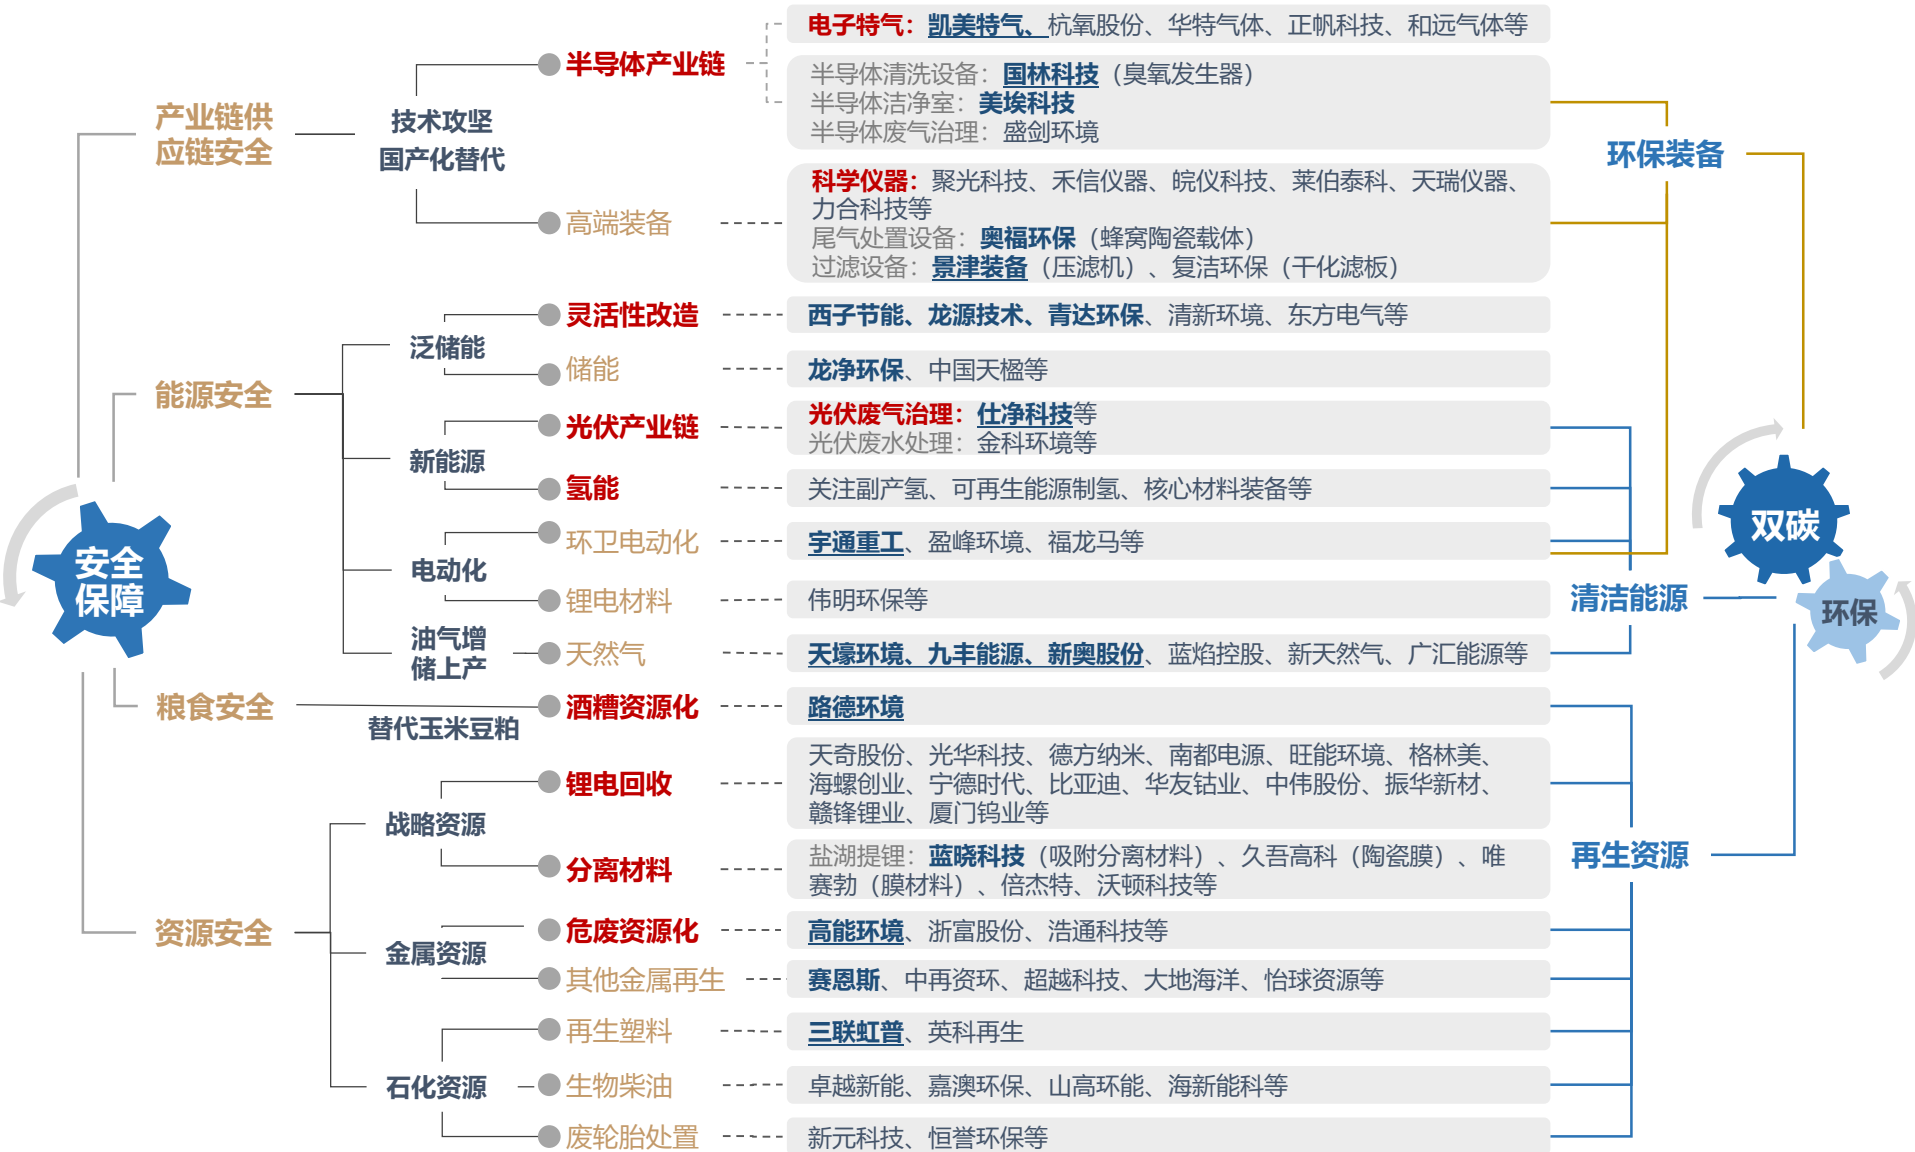 电子特气：凯美特气、杭氧股份、华特气体、正帆科技、和远气体等
半导体产业链
半导体清洗设备：国林科技（臭氧发生器）
半导体洁净室：美埃科技
半导体废气治理：盛剑环境
产业链供
应链安全
技术攻坚
国产化替代
环保装备
科学仪器：聚光科技、禾信仪器、皖仪科技、莱伯泰科、天瑞仪器、
力合科技等
尾气处置设备：奥福环保（蜂窝陶瓷载体）
过滤设备：景津装备（压滤机）、复洁环保（干化滤板）
高端装备
灵活性改造
西子节能、龙源技术、青达环保、清新环境、东方电气等
泛储能
储能
龙净环保、中国天楹等
能源安全
光伏产业链
光伏废气治理：仕净科技等
光伏废水处理：金科环境等
新能源
氢能
关注副产氢、可再生能源制氢、核心材料装备等
环卫电动化
宇通重工、盈峰环境、福龙马等
电动化
锂电材料
伟明环保等
清洁能源
油气增
储上产
天然气
天壕环境、九丰能源、新奥股份、蓝焰控股、新天然气、广汇能源等
安全
保障
双碳
环保
粮食安全
替代玉米豆粕
酒糟资源化
路德环境
锂电回收
天奇股份、光华科技、德方纳米、南都电源、旺能环境、格林美、
海螺创业、宁德时代、比亚迪、华友钴业、中伟股份、振华新材、
赣锋锂业、厦门钨业等
战略资源
分离材料
盐湖提锂：蓝晓科技（吸附分离材料）、久吾高科（陶瓷膜）、唯
赛勃（膜材料）、倍杰特、沃顿科技等
再生资源
资源安全
危废资源化
高能环境、浙富股份、浩通科技等
金属资源
其他金属再生
赛恩斯、中再资环、超越科技、大地海洋、怡球资源等
再生塑料
三联虹普、英科再生
石化资源
生物柴油
卓越新能、嘉澳环保、山高环能、海新能科等
废轮胎处置
新元科技、恒誉环保等